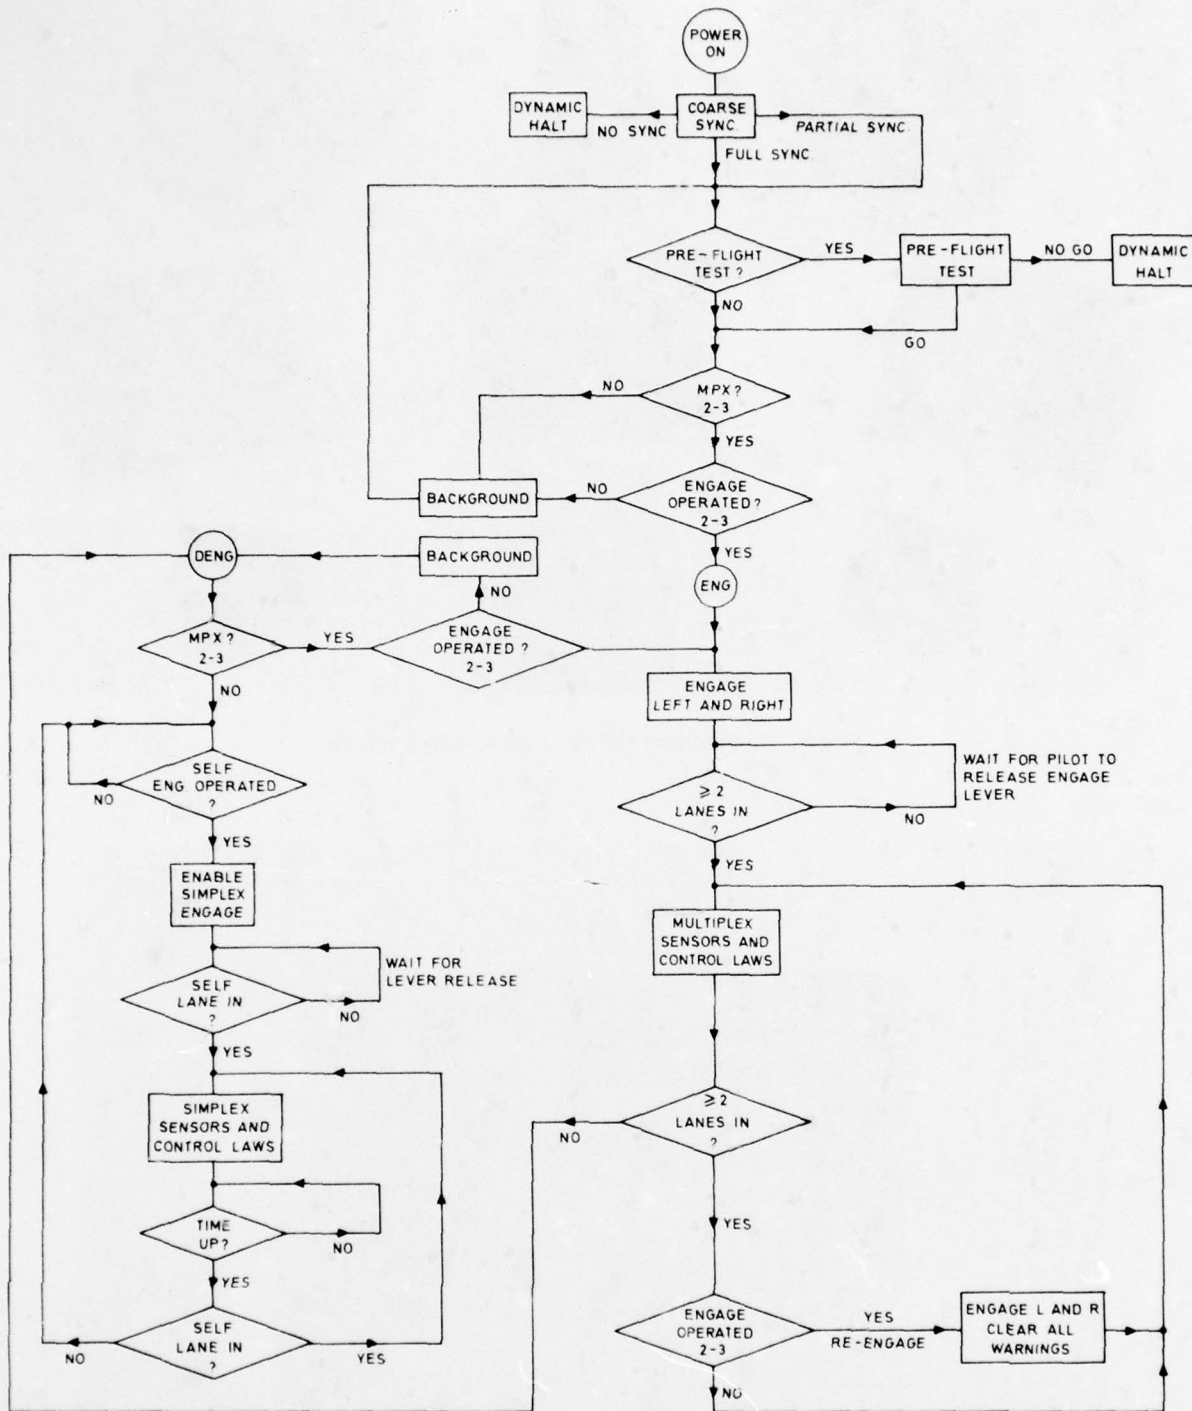 POWER
ON
DYNAMIC
HALT
NO SYNC
COARSE
SYNC.
PARTIAL SYNC.
FULL SYNC
PRE-FLIGHT
TEST?
YES
PRE-FLIGHT
TEST
NO GO
DYNAMIC
HALT
NO
GO
MPX?
2-3
NO
YES
BACKGROUND
NO
ENGAGE
OPERATED?
2-3
YES
DENG
BACKGROUND
NO
ENG
MPX?
2-3
YES
ENGAGE
OPERATED?
2-3
NO
ENGAGE
LEFT AND RIGHT
SELF
ENG. OPERATED
?
NO
YES
WAIT FOR PILOT TO
RELEASE ENGAGE
LEVER
≥2
LANES IN
?
NO
YES
ENABLE
SIMPLEX
ENGAGE
WAIT FOR
LEVER RELEASE
SELF
LANE IN
?
NO
YES
MULTIPLEX
SENSORS AND
CONTROL LAWS
SIMPLEX
SENSORS AND
CONTROL LAWS
≥2
LANES IN
?
NO
YES
TIME
UP?
NO
YES
SELF
LANE IN
?
NO
YES
ENGAGE
OPERATED
2-3
YES
RE-ENGAGE
ENGAGE L AND R
CLEAR ALL
WARNINGS
NO